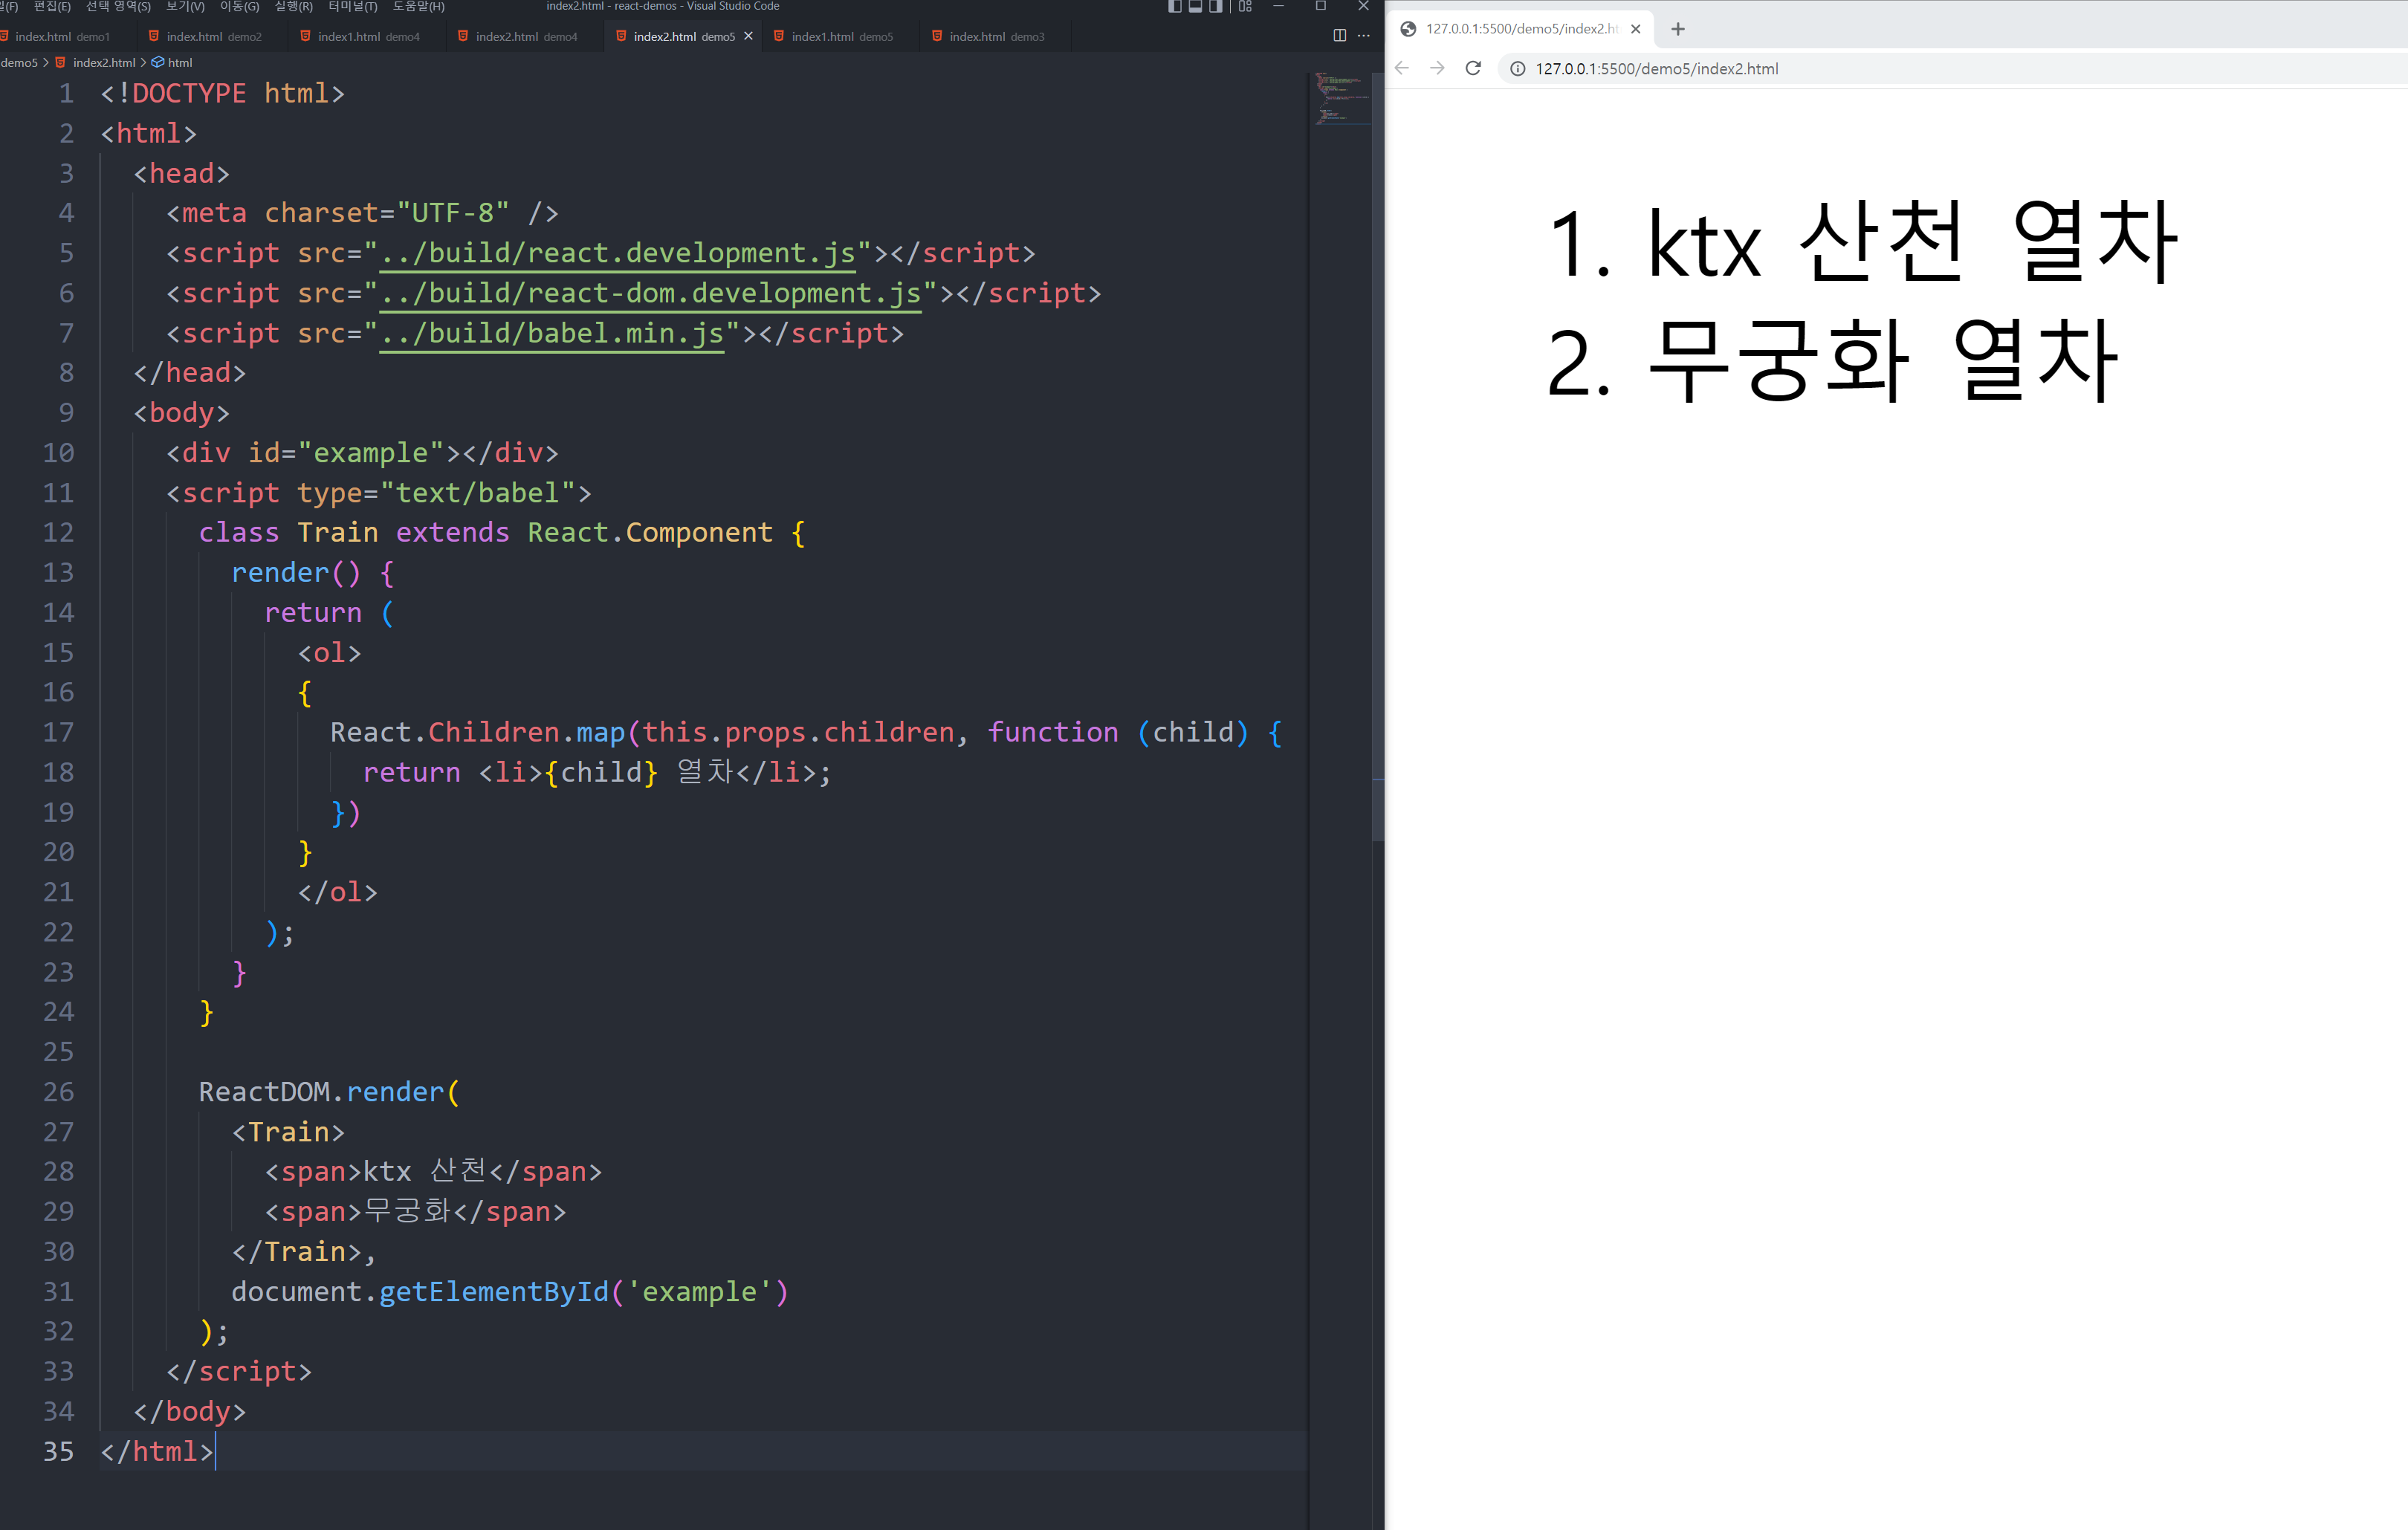 편집(E) 선택 영역(S) 보기(V) 이동(G) 실행(R) 터미널(T) 도움말(H) index2.html - react-demos - Visual Studio Code
index.html demo1 index.html demo2 index1.html demo4 index2.html demo4 index2.html demo5 index1.html demo5 index.html demo3
demo5 > index2.html > html
1 <!DOCTYPE html>
2 <html>
3 <head>
4 <meta charset="UTF-8" />
5 <script src="../build/react.development.js"></script>
6 <script src="../build/react-dom.development.js"></script>
7 <script src="../build/babel.min.js"></script>
8 </head>
9 <body>
10 <div id="example"></div>
11 <script type="text/babel">
12 class Train extends React.Component {
13 render() {
14 return (
15 <ol>
16 {
17 React.Children.map(this.props.children, function (child) {
18 return <li>{child} 열차</li>;
19 })
20 }
21 </ol>
22 );
23 }
24 }
25
26 ReactDOM.render(
27 <Train>
28 <span>ktx 산천</span>
29 <span>무궁화</span>
30 </Train>,
31 document.getElementById('example')
32 );
33 </script>
34 </body>
35 </html>
127.0.0.1:5500/demo5/index2.ht
127.0.0.1:5500/demo5/index2.html
1. ktx 산천 열차
2. 무궁화 열차